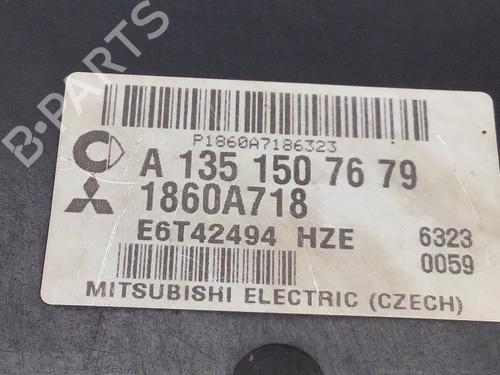 B-PARTS
P1860A7186323
A 135 150 76 79
1860A718
E6T42494 HZE 6323
0059
MITSUBISHI ELECTRIC (CZECH)